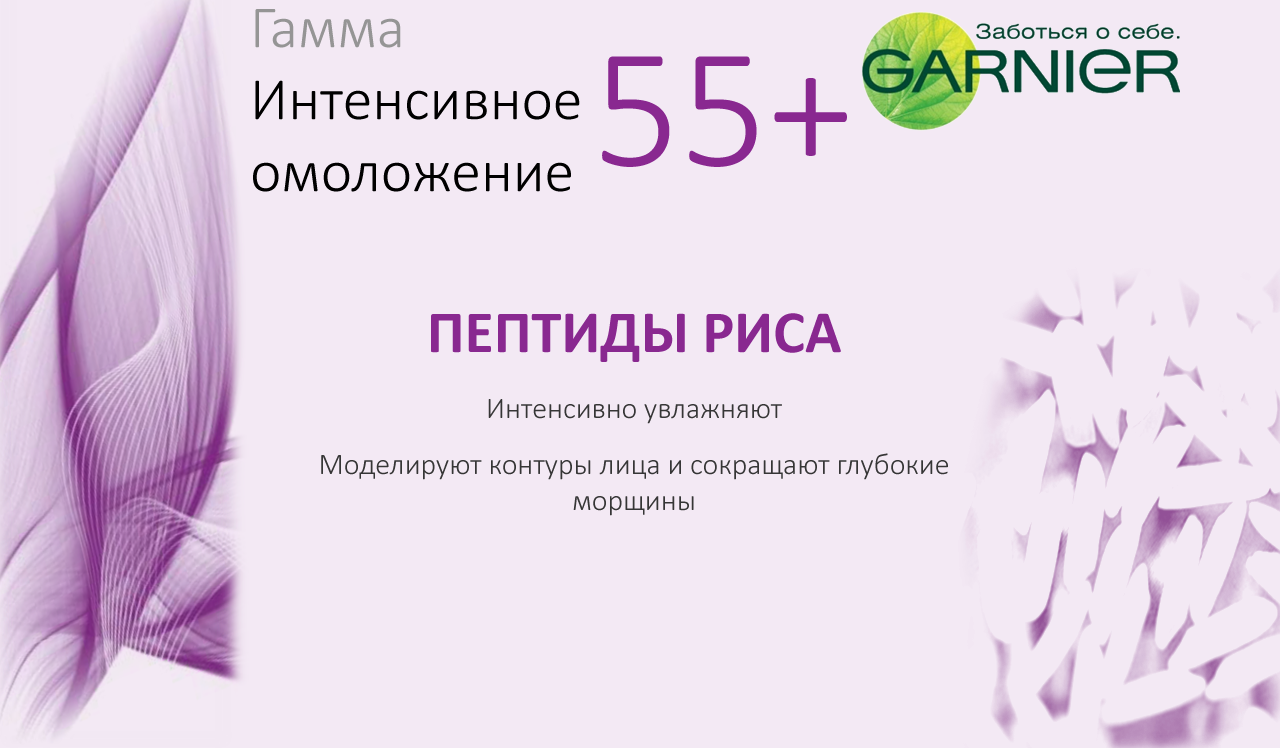 Гамма
Интенсивное
омоложение
55+
Заботься о себе.
GARNIER
ПЕПТИДЫ РИСА
Интенсивно увлажняют
Моделируют контуры лица и сокращают глубокие
морщины